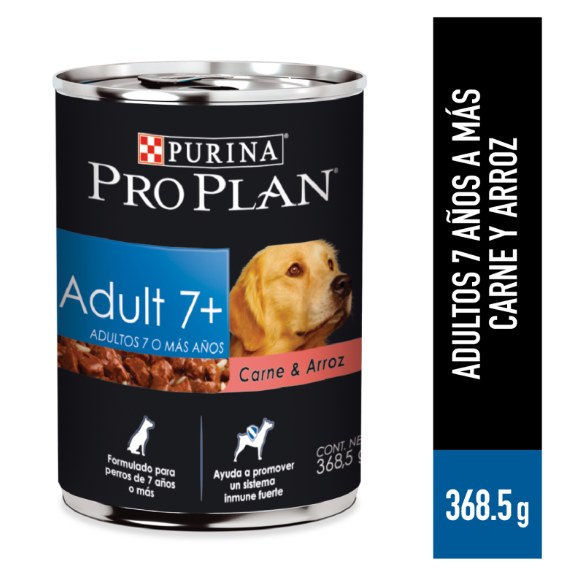 PURINA
PRO PLAN
Adult 7+
ADULTOS 7 O MÁS AÑOS
Carne & Arroz
Formulado para
perros de 7 años
o más
Ayuda a promover
un sistema
inmune fuerte
CONT. NE
368,5 g
ADULTOS 7 AÑOS A MÁS
CARNE Y ARROZ
368.5 g